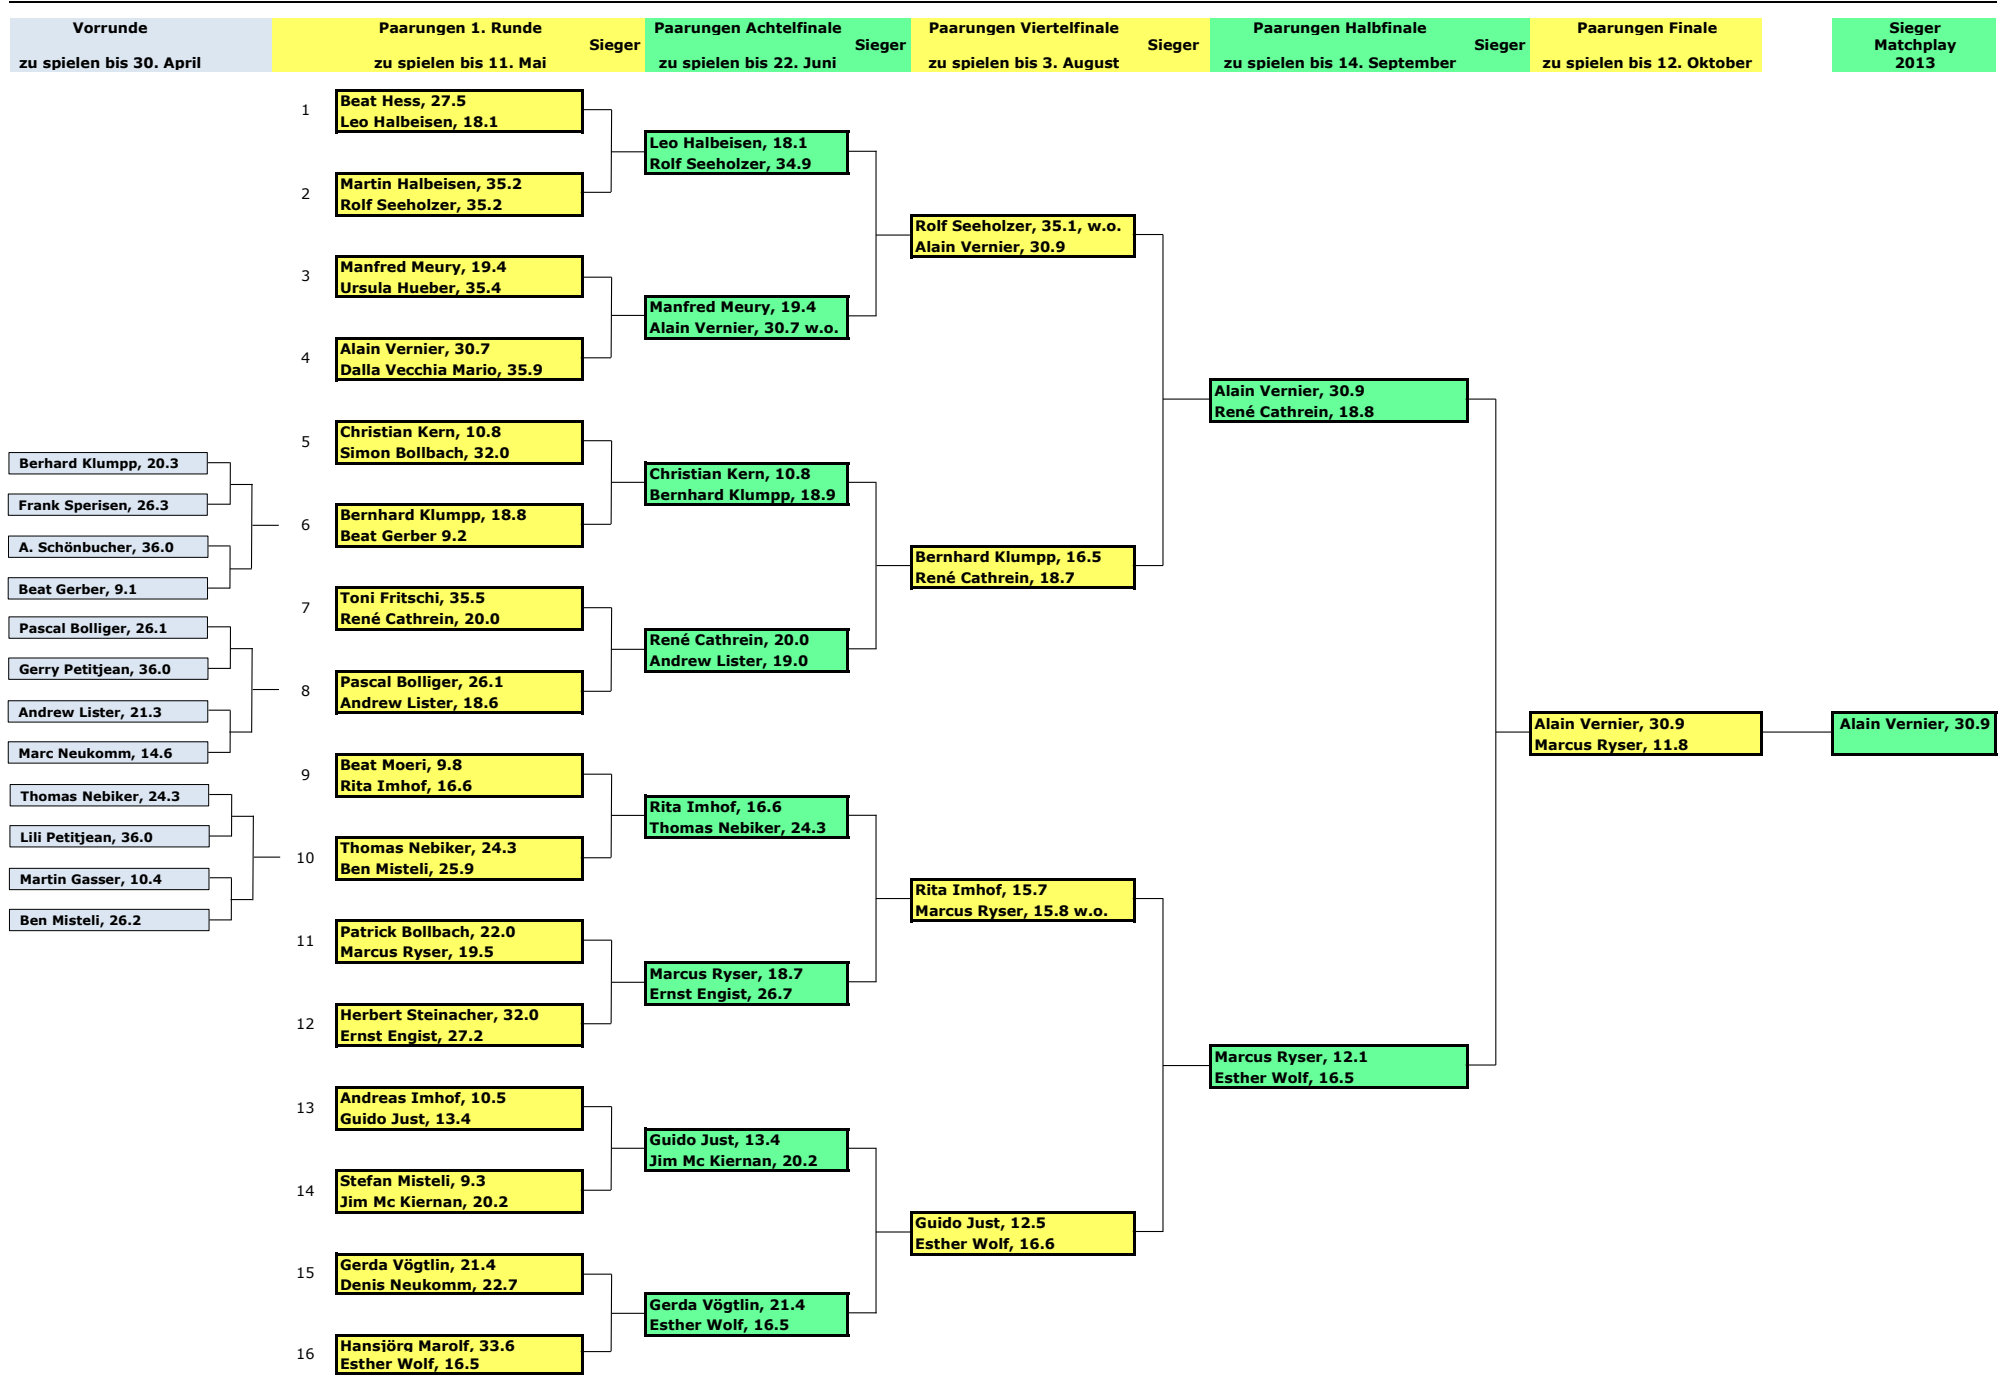 Vorrunde
zu spielen bis 30. April
Paarungen 1. Runde
Sieger
zu spielen bis 11. Mai
Paarungen Achtelfinale
Sieger
zu spielen bis 22. Juni
Paarungen Viertelfinale
Sieger
zu spielen bis 3. August
Paarungen Halbfinale
Sieger
zu spielen bis 14. September
Paarungen Finale
zu spielen bis 12. Oktober
Sieger
Matchplay
2013
Berhard Klumpp, 20.3
Frank Sperisen, 26.3
A. Schönbucher, 36.0
Beat Gerber, 9.1
Pascal Bolliger, 26.1
Gerry Petitjean, 36.0
Andrew Lister, 21.3
Marc Neukomm, 14.6
Thomas Nebiker, 24.3
Lili Petitjean, 36.0
Martin Gasser, 10.4
Ben Misteli, 26.2
1
Beat Hess, 27.5
Leo Halbeisen, 18.1
2
Martin Halbeisen, 35.2
Rolf Seeholzer, 35.2
3
Manfred Meury, 19.4
Ursula Hueber, 35.4
4
Alain Vernier, 30.7
Dalla Vecchia Mario, 35.9
5
Christian Kern, 10.8
Simon Bollbach, 32.0
6
Bernhard Klumpp, 18.8
Beat Gerber 9.2
7
Toni Fritschi, 35.5
René Cathrein, 20.0
8
Pascal Bolliger, 26.1
Andrew Lister, 18.6
9
Beat Moeri, 9.8
Rita Imhof, 16.6
10
Thomas Nebiker, 24.3
Ben Misteli, 25.9
11
Patrick Bollbach, 22.0
Marcus Ryser, 19.5
12
Herbert Steinacher, 32.0
Ernst Engist, 27.2
13
Andreas Imhof, 10.5
Guido Just, 13.4
14
Stefan Misteli, 9.3
Jim Mc Kiernan, 20.2
15
Gerda Vögtlin, 21.4
Denis Neukomm, 22.7
16
Hansjörg Marolf, 33.6
Esther Wolf, 16.5
Leo Halbeisen, 18.1
Rolf Seeholzer, 34.9
Manfred Meury, 19.4
Alain Vernier, 30.7 w.o.
Christian Kern, 10.8
Bernhard Klumpp, 18.9
René Cathrein, 20.0
Andrew Lister, 19.0
Rita Imhof, 16.6
Thomas Nebiker, 24.3
Marcus Ryser, 18.7
Ernst Engist, 26.7
Guido Just, 13.4
Jim Mc Kiernan, 20.2
Gerda Vögtlin, 21.4
Esther Wolf, 16.5
Rolf Seeholzer, 35.1, w.o.
Alain Vernier, 30.9
Bernhard Klumpp, 16.5
René Cathrein, 18.7
Rita Imhof, 15.7
Marcus Ryser, 15.8 w.o.
Guido Just, 12.5
Esther Wolf, 16.6
Alain Vernier, 30.9
René Cathrein, 18.8
Marcus Ryser, 12.1
Esther Wolf, 16.5
Alain Vernier, 30.9
Marcus Ryser, 11.8
Alain Vernier, 30.9